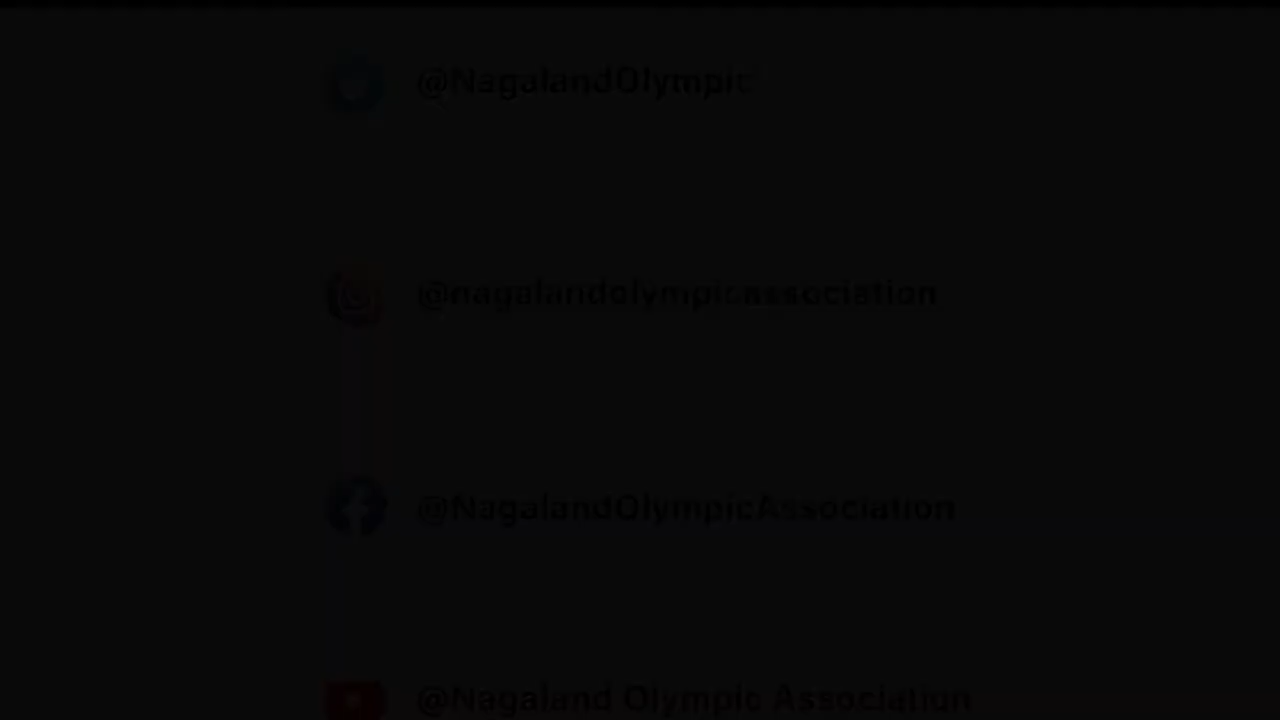 @NagalandOlympic
@nagalandolympicassociation
@NagalandOlympicAssociation
@Nagaland Olympic Association